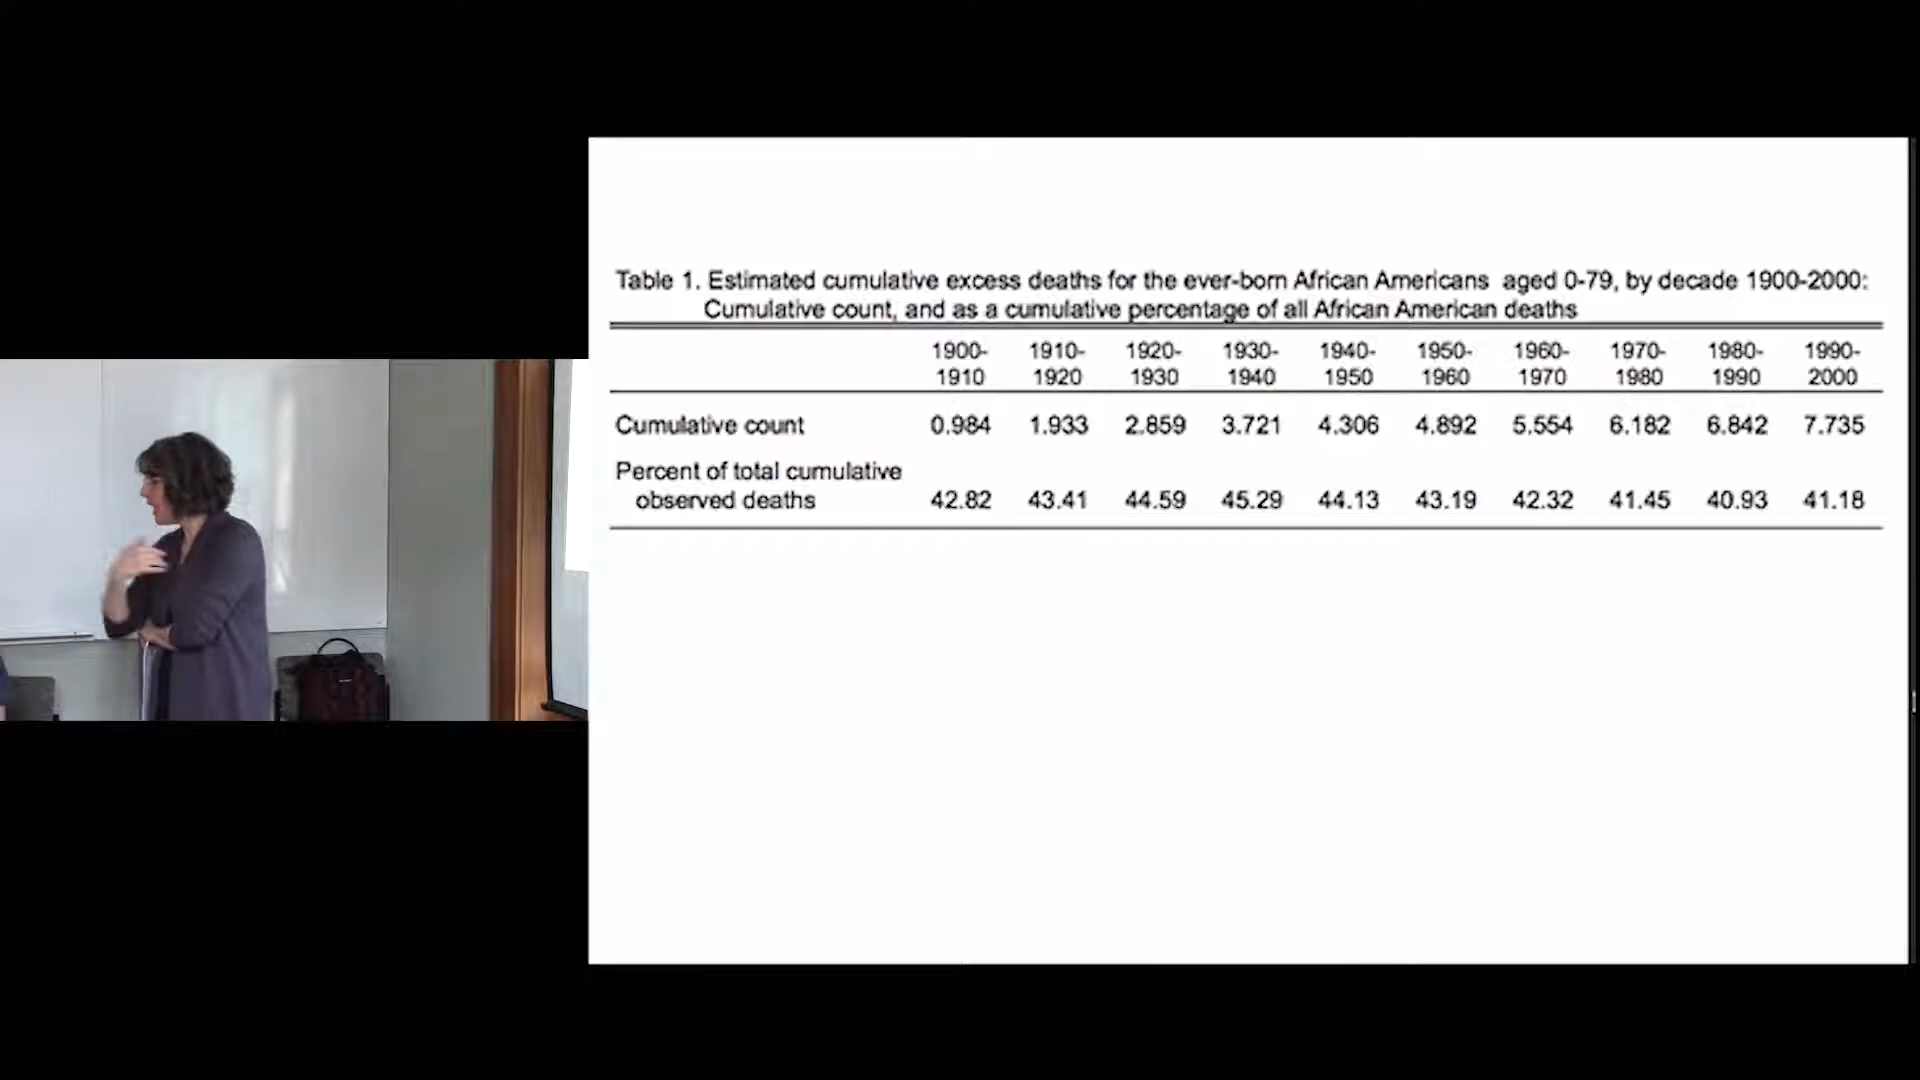 Table 1. Estimated cumulative excess deaths for the ever-born African Americans aged 0-79, by decade 1900-2000:
Cumulative count, and as a cumulative percentage of all African American deaths
1900- 1910- 1920- 1930- 1940- 1950- 1960- 1970- 1980- 1990-
1910 1920 1930 1940 1950 1960 1970 1980 1990 2000
Cumulative count 0.984 1.933 2.859 3.721 4.306 4.892 5.554 6.182 6.842 7.735
Percent of total cumulative
observed deaths 42.82 43.41 44.59 45.29 44.13 43.19 42.32 41.45 40.93 41.18